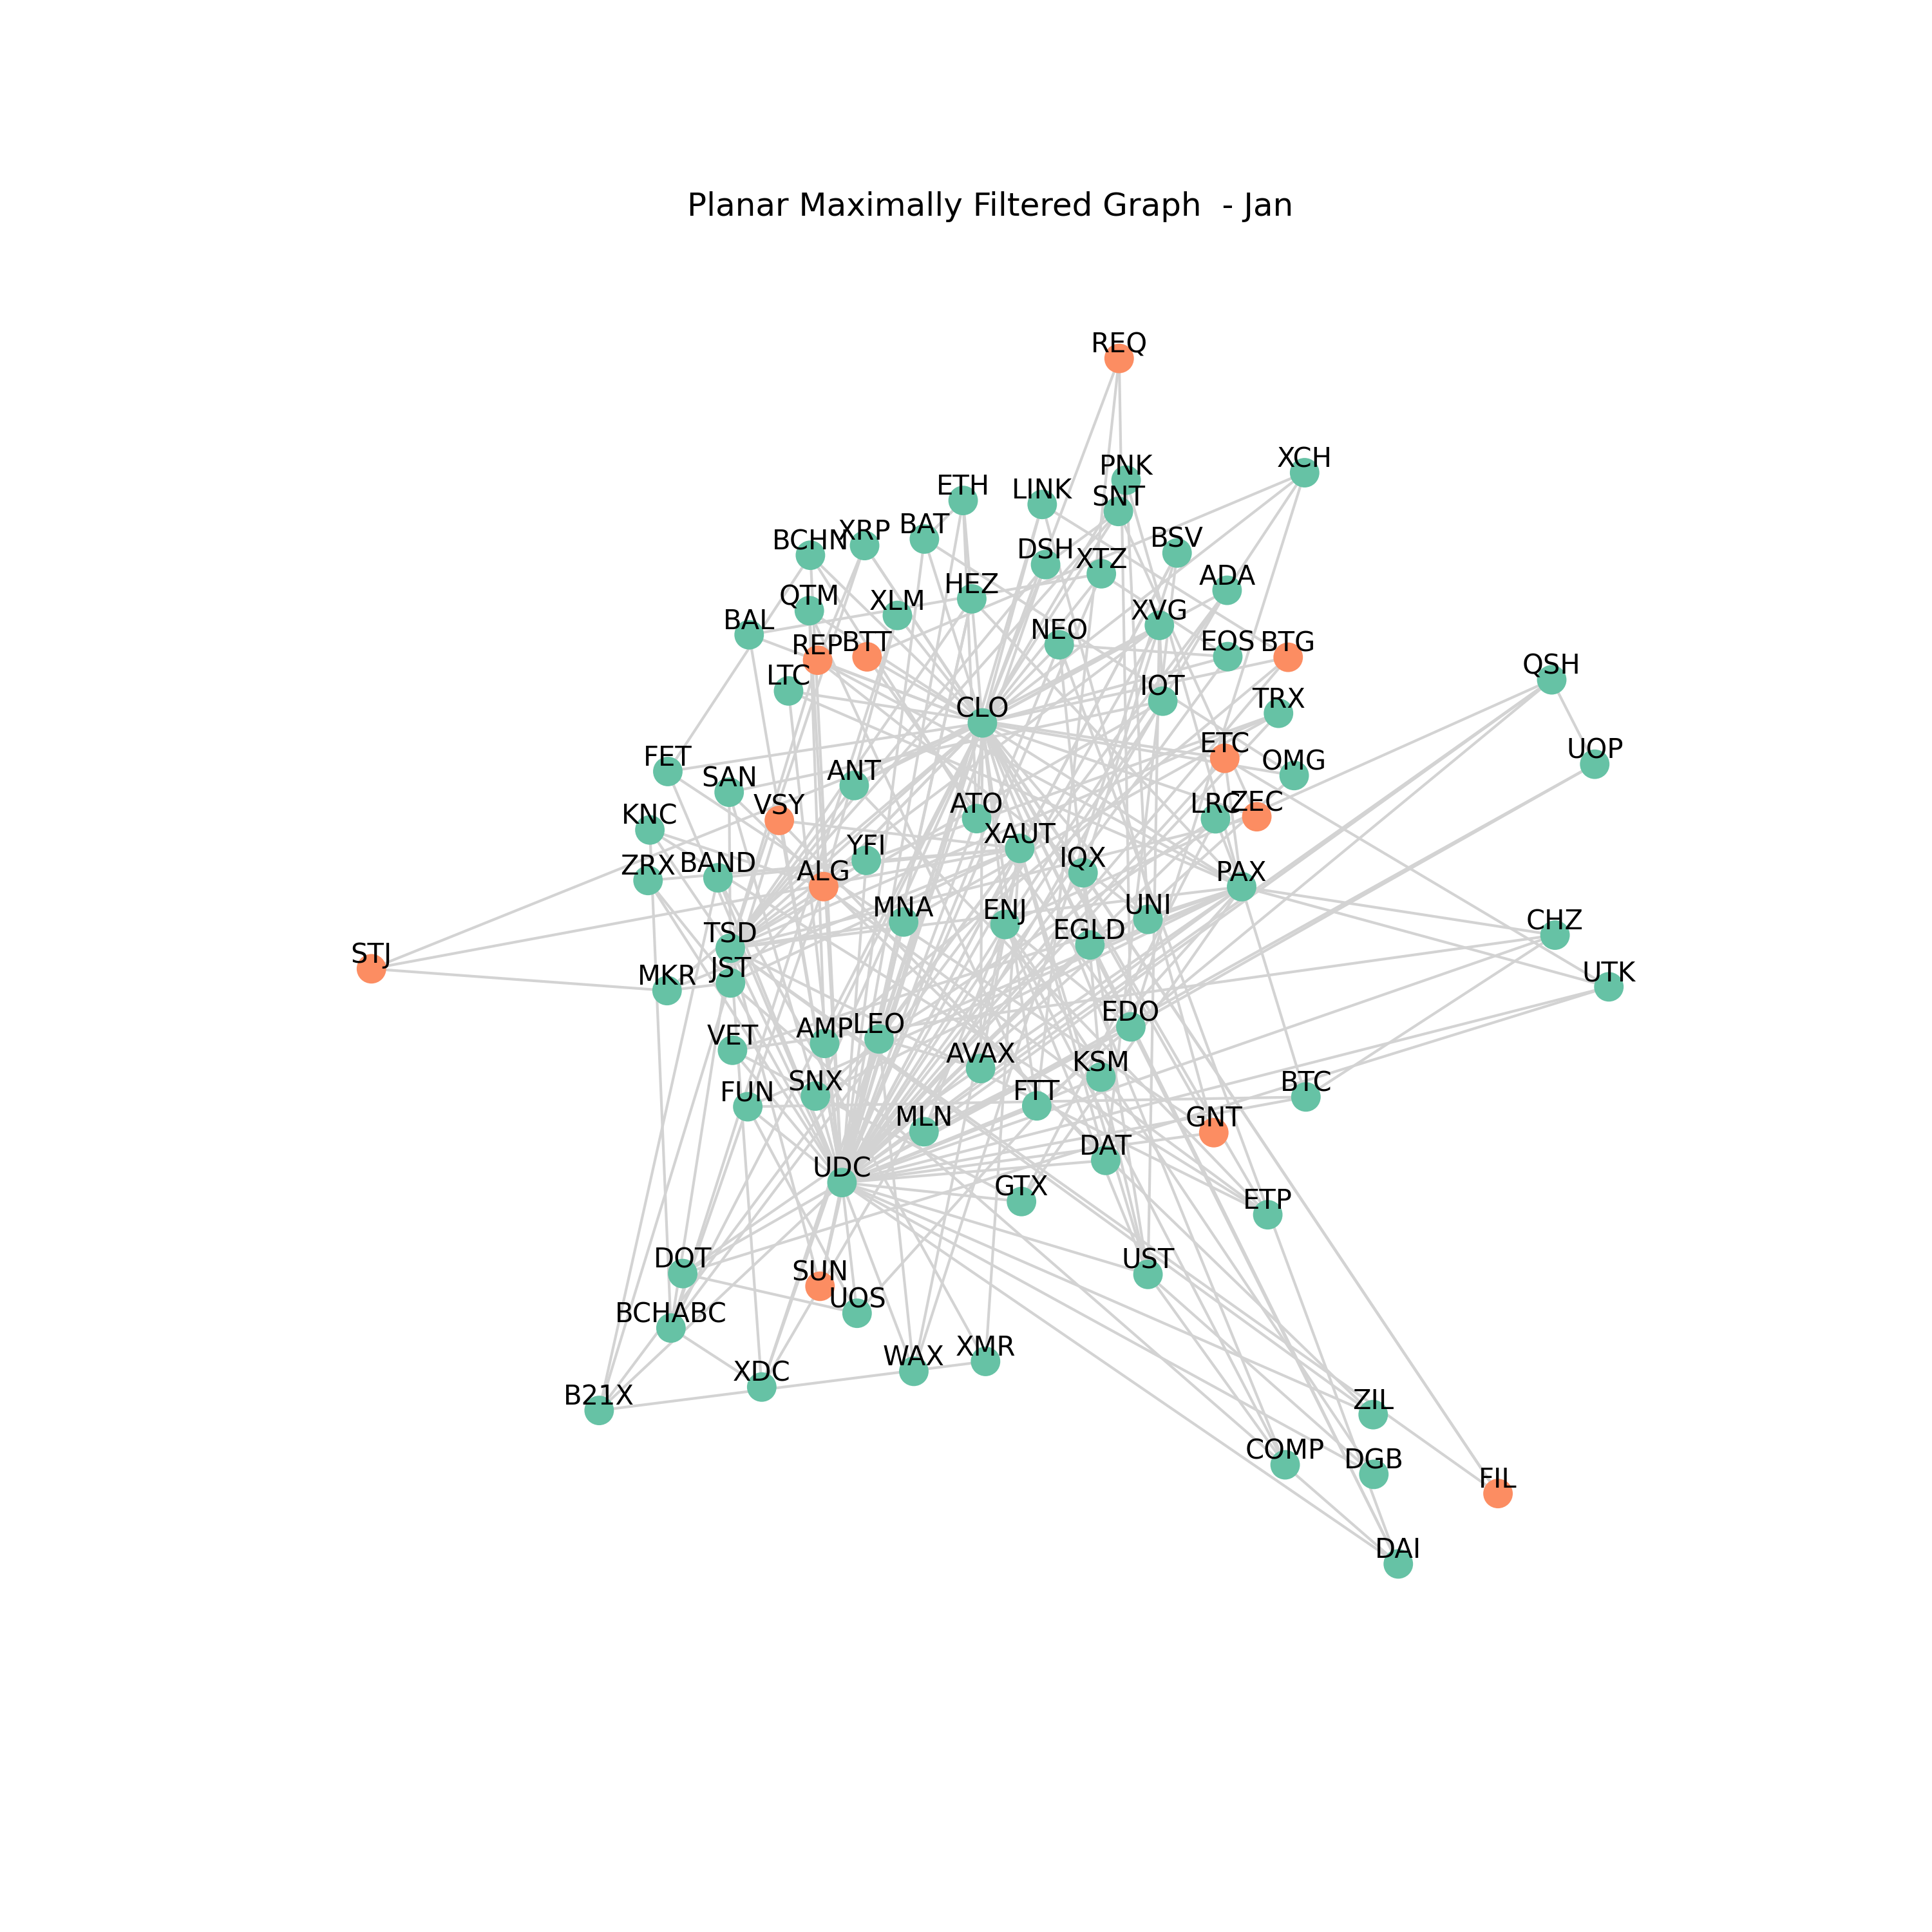 Planar Maximally Filtered Graph  - Jan
REQ
PNK
XCH
ETH
LINK
SNT
BAT
XRP
BCHN
BSV
DSH
XTZ
ADA
HEZ
QTM
XLM
XVG
BAL
NEO
REP
BTT
EOS
BTG
QSH
LTC
IOT
TRX
CLO
ETC
UOP
FET
ANT
OMG
SAN
VSY
ATO
LRC
ZEC
KNC
XAUT
YFI
IQX
ZRX
BAND
ALG
PAX
MNA
ENJ
UNI
CHZ
TSD
EGLD
STJ
JST
MKR
UTK
EDO
LEO
AMP
VET
AVAX
KSM
SNX
FUN
FTT
BTC
MLN
GNT
DAT
UDC
GTX
ETP
DOT
SUN
UST
UOS
BCHABC
XMR
WAX
XDC
B21X
ZIL
COMP
DGB
FIL
DAI